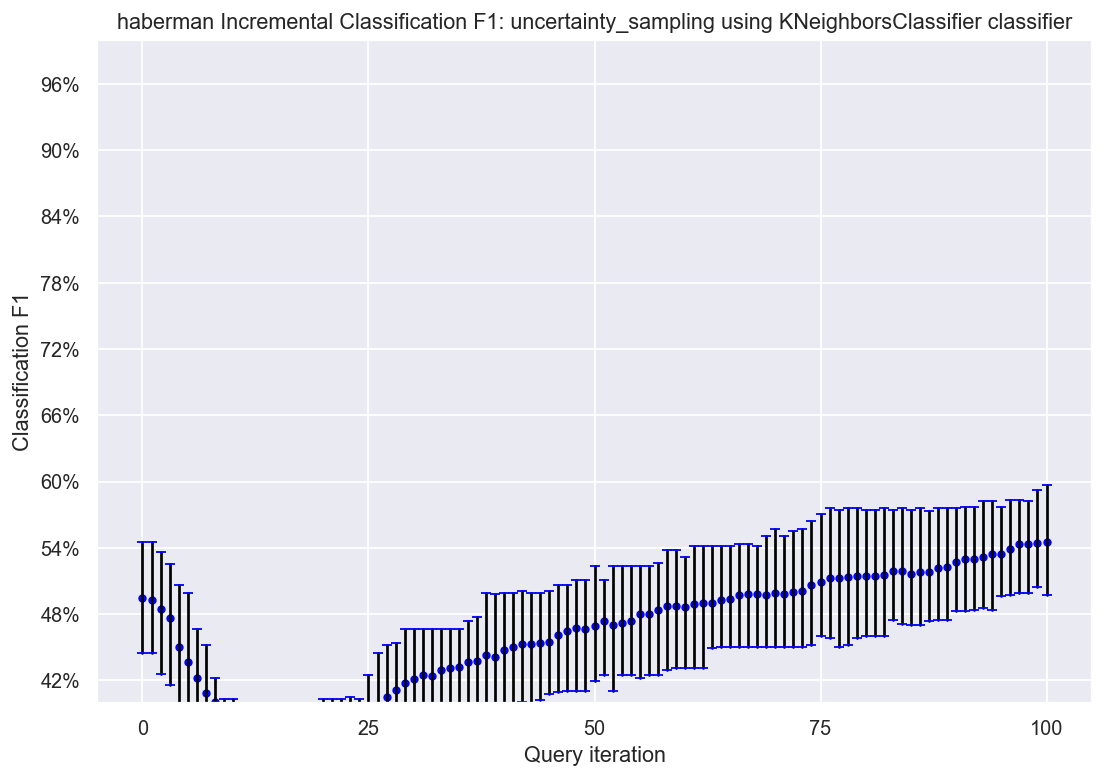 haberman Incremental Classification F1: uncertainty_sampling using KNeighborsClassifier classifier
Classification F1
96%
90%
84%
78%
72%
66%
60%
54%
48%
42%
0 25 50 75 100
Query iteration